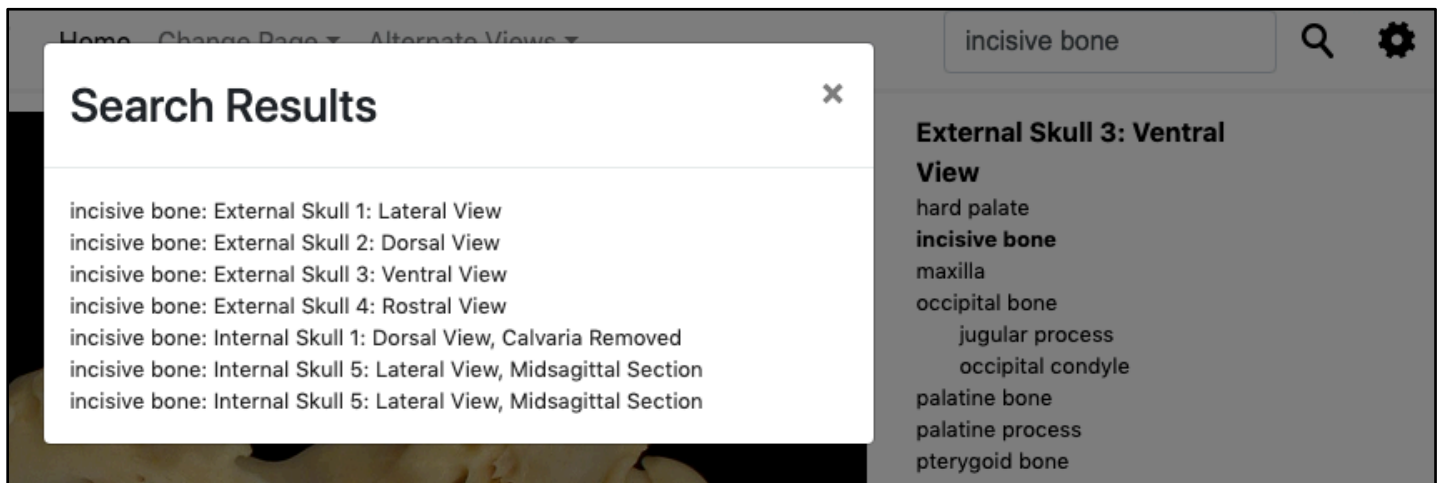 Home Change Page Alternate Views
incisive bone
Search Results
×
incisive bone: External Skull 1: Lateral View
incisive bone: External Skull 2: Dorsal View
incisive bone: External Skull 3: Ventral View
incisive bone: External Skull 4: Rostral View
incisive bone: Internal Skull 1: Dorsal View, Calvaria Removed
incisive bone: Internal Skull 5: Lateral View, Midsagittal Section
incisive bone: Internal Skull 5: Lateral View, Midsagittal Section
External Skull 3: Ventral
View
hard palate
incisive bone
maxilla
occipital bone
jugular process
occipital condyle
palatine bone
palatine process
pterygoid bone